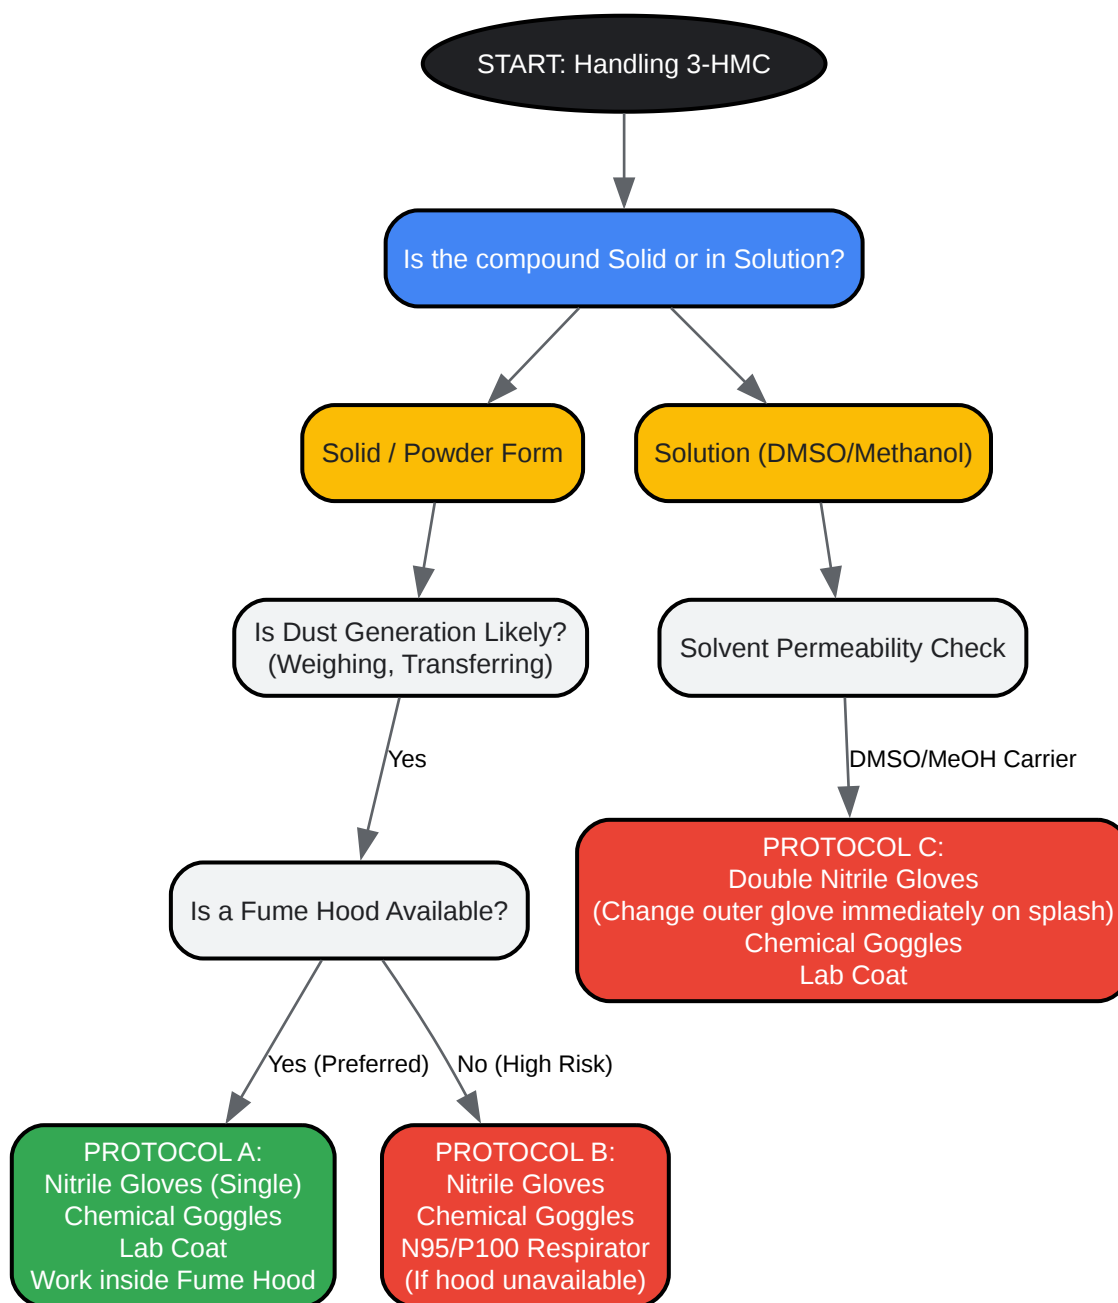 START: Handling 3-HMC
Is the compound Solid or in Solution?
Solid / Powder Form
Solution (DMSO/Methanol)
Is Dust Generation Likely?
(Weighing, Transferring)
Solvent Permeability Check
Yes
DMSO/MeOH Carrier
Is a Fume Hood Available?
PROTOCOL C:
Double Nitrile Gloves
(Change outer glove immediately on splash)
Chemical Goggles
Lab Coat
Yes (Preferred)
No (High Risk)
PROTOCOL A:
Nitrile Gloves (Single)
Chemical Goggles
Lab Coat
Work inside Fume Hood
PROTOCOL B:
Nitrile Gloves
Chemical Goggles
N95/P100 Respirator
(If hood unavailable)